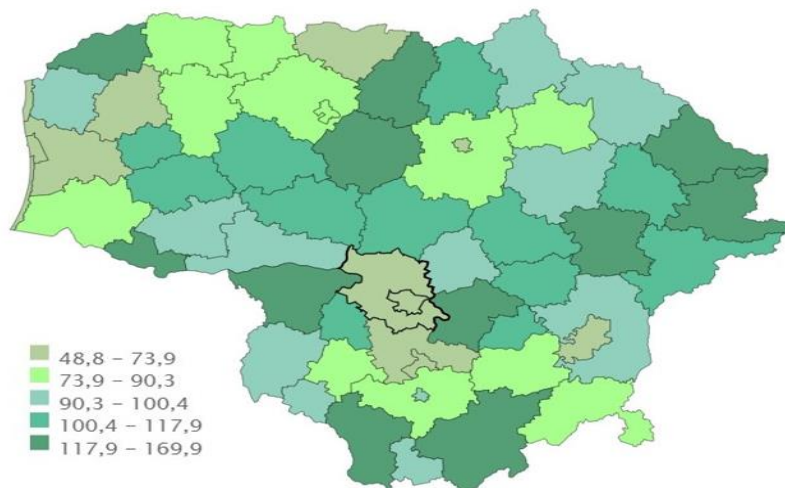 48,8 – 73,9
73,9 – 90,3
90,3 – 100,4
100,4 – 117,9
117,9 – 169,9